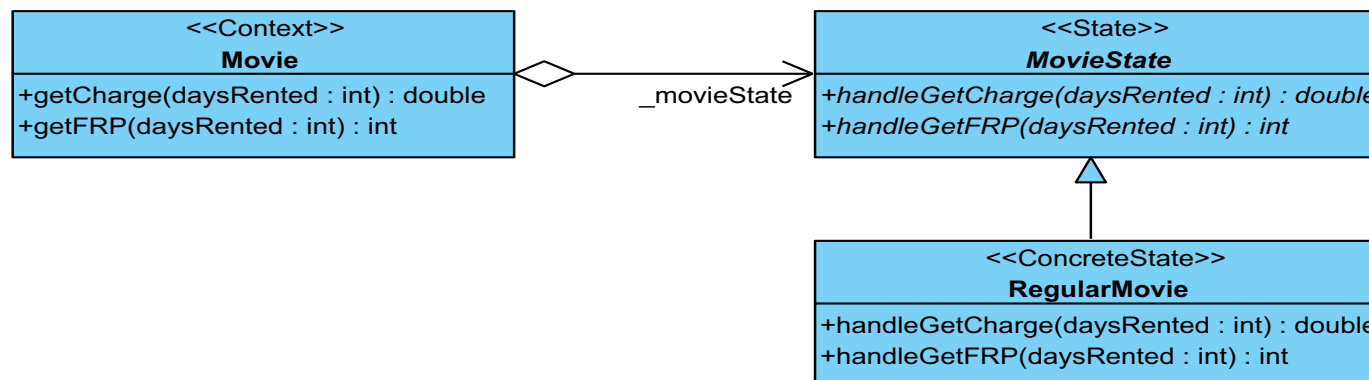 <<Context>>
Movie
+getCharge(daysRented : int) : double
+getFRP(daysRented : int) : int
_movieState
<<State>>
MovieState
+handleGetCharge(daysRented : int) : double
+handleGetFRP(daysRented : int) : int
<<ConcreteState>>
RegularMovie
+handleGetCharge(daysRented : int) : double
+handleGetFRP(daysRented : int) : int